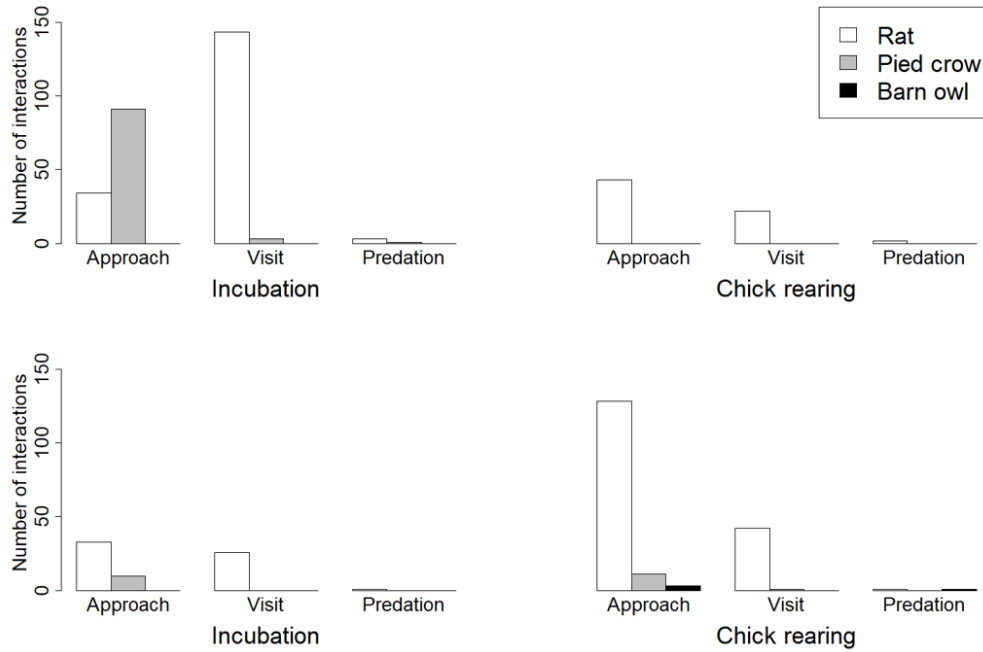 150
100
50
0
Number of interactions
Approach Visit Predation
Incubation
Approach Visit Predation
Chick rearing
Rat
Pied crow
Barn owl
150
100
50
0
Number of interactions
Approach Visit Predation
Incubation
Approach Visit Predation
Chick rearing